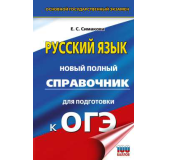 ОСНОВНОЙ ГОСУДАРСТВЕННЫЙ ЭКЗАМЕН
Е. С. Симакова
РУССКИЙ ЯЗЫК
НОВЫЙ ПОЛНЫЙ
СПРАВОЧНИК
ДЛЯ ПОДГОТОВКИ
К ОГЭ